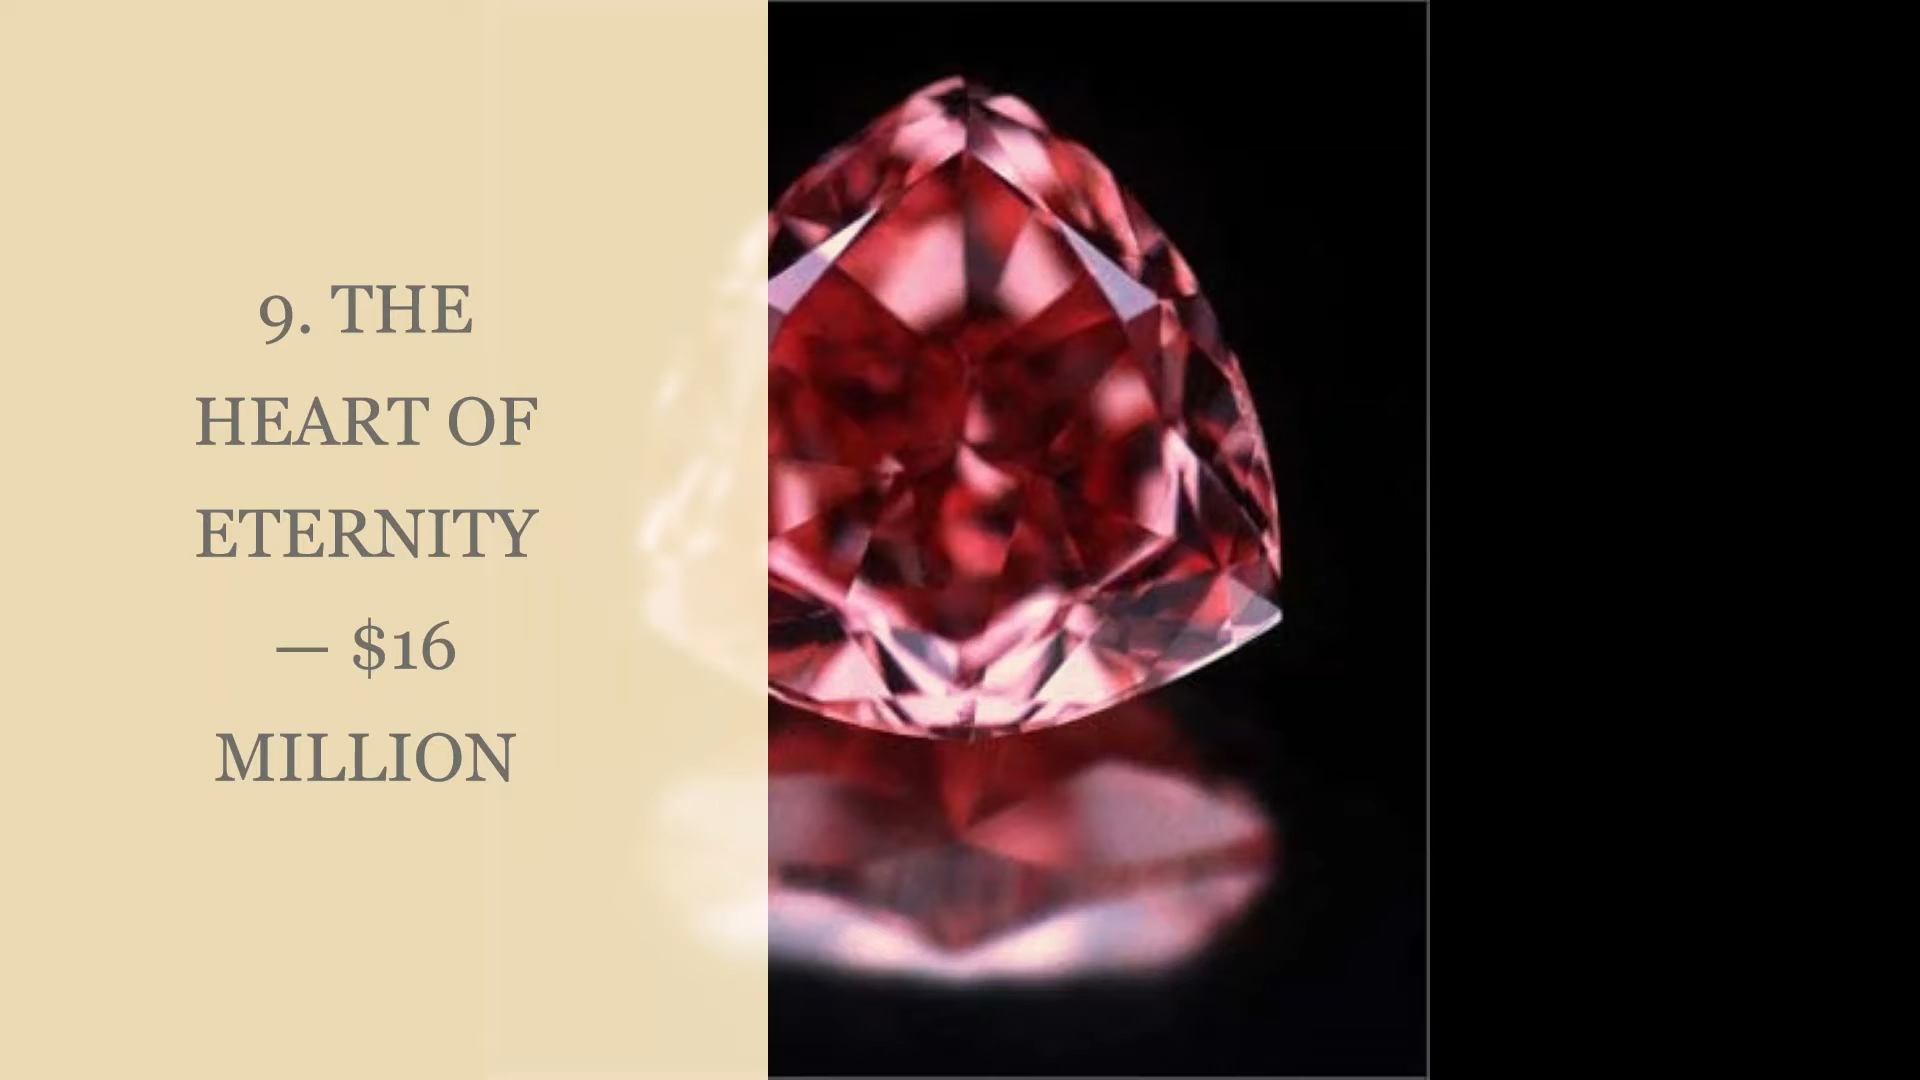 9. THE
HEART OF
ETERNITY
— $16
MILLION